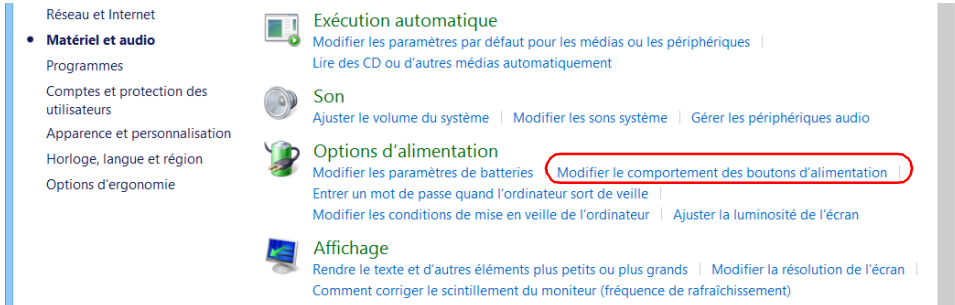 Réseau et Internet
Matériel et audio
Programmes
Comptes et protection des
utilisateurs
Apparence et personnalisation
Horloge, langue et région
Options d'ergonomie
Exécution automatique
Modifier les paramètres par défaut pour les médias ou les périphériques
Lire des CD ou d'autres médias automatiquement
Son
Ajuster le volume du système | Modifier les sons système | Gérer les périphériques audio
Options d'alimentation
Modifier les paramètres de batteries | Modifier le comportement des boutons d'alimentation
Entrer un mot de passe quand l'ordinateur sort de veille
Modifier les conditions de mise en veille de l'ordinateur | Ajuster la luminosité de l'écran
Affichage
Rendre le texte et d'autres éléments plus petits ou plus grands | Modifier la résolution de l'écran
Comment corriger le scintillement du moniteur (fréquence de rafraîchissement)